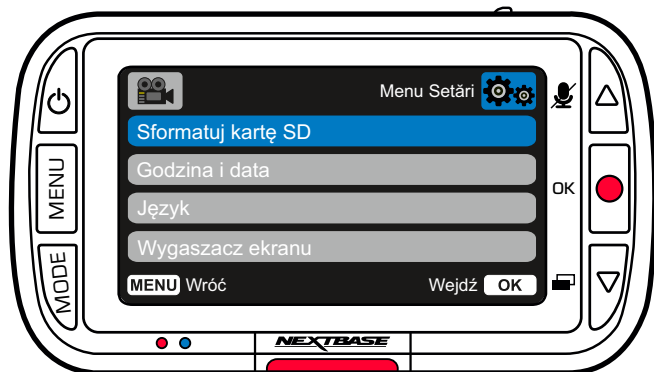 Menu Setări
Sformatuj kartę SD
Godzina i data
Język
Wygaszacz ekranu
MENU Wróć
Wejdź OK
MENU
MODE
OK
NEXTBASE